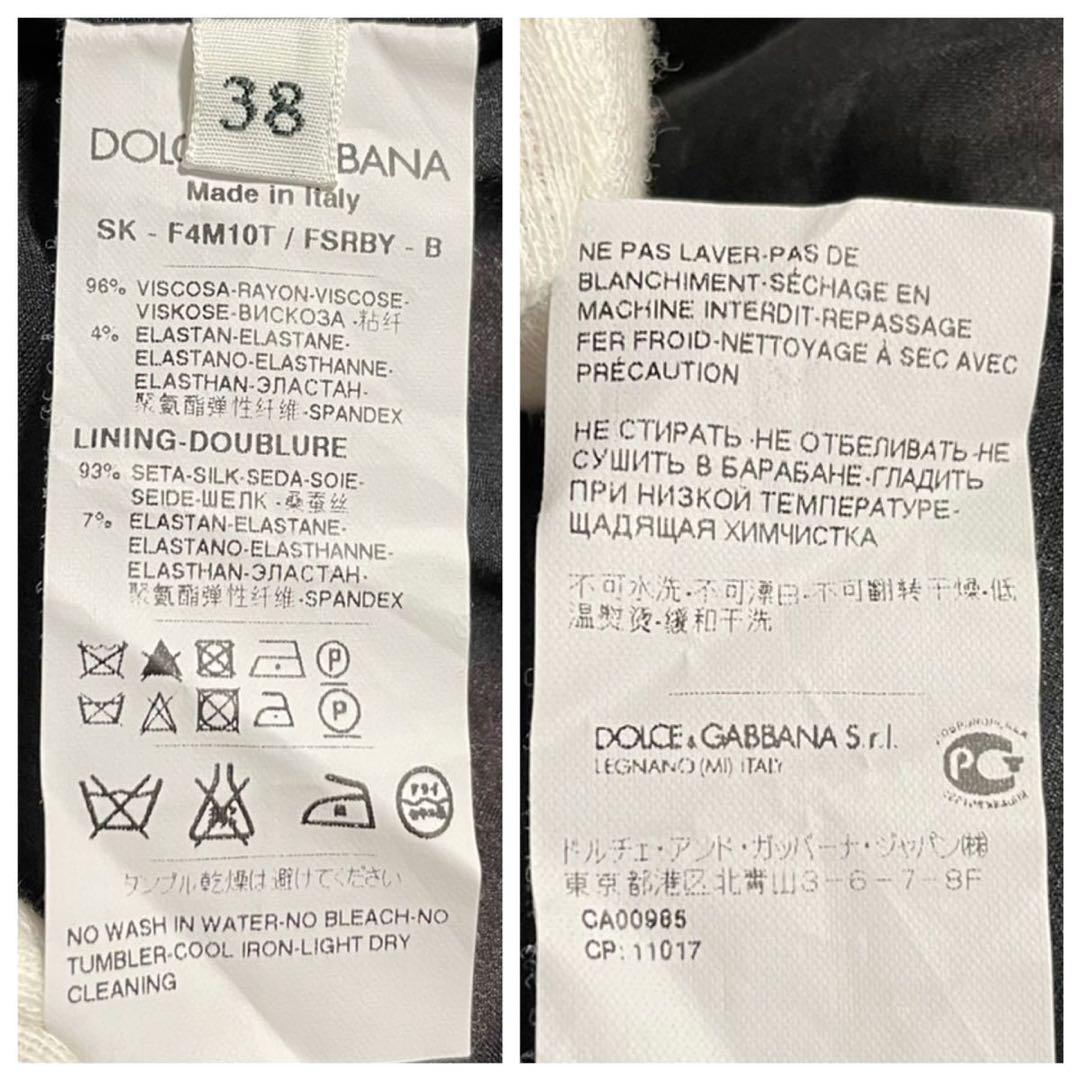 38
DOLC GABBANA
Made in Italy
SK - F4M10T / FSRBY - B
96% VISCOSA-RAYON-VISCOSE-
VISKOSE-ВИСКОЗА -粘纤
4% ELASTAN-ELASTANE-
ELASTANO-ELASTHANNE-
ELASTHAN-ЭЛАСТАН-
聚氨酯弹性纤维-SPANDEX
LINING-DOUBLURE
93% SETA-SILK-SEDA-SOIE-
SEIDE-ШЕЛК -桑蚕丝
7% ELASTAN-ELASTANE-
ELASTANO-ELASTHANNE-
ELASTHAN-ЭЛАСТАН-
聚氨酯弹性纤维-SPANDEX
P
P
ドライ
タンブル乾燥は避けてください
NO WASH IN WATER-NO BLEACH-NO
TUMBLER-COOL IRON-LIGHT DRY
CLEANING
NE PAS LAVER-PAS DE
BLANCHIMENT-SÉCHAGE EN
MACHINE INTERDIT-REPASSAGE
FER FROID-NETTOYAGE À SEC AVEC
PRÉCAUTION
НЕ СТИРАТЬ -НЕ ОТБЕЛИВАТЬ-НЕ
СУШИТЬ В БАРАБАНЕ-ГЛАДИТЬ
ПРИ НИЗКОЙ ТЕМПЕРАТУРЕ-
ЩАДЯЩАЯ ХИМЧИСТКА
不可水洗-不可漂白-不可翻转干燥-低
温熨烫-缓和干洗
DOLCE & GABBANA S.r.l.
LEGNANO (MI) ITALY
ドルチェ・アンド・ガッバーナ・ジャパン(株)
東京都港区北青山3-6-7-8F
CA00985
CP: 11017